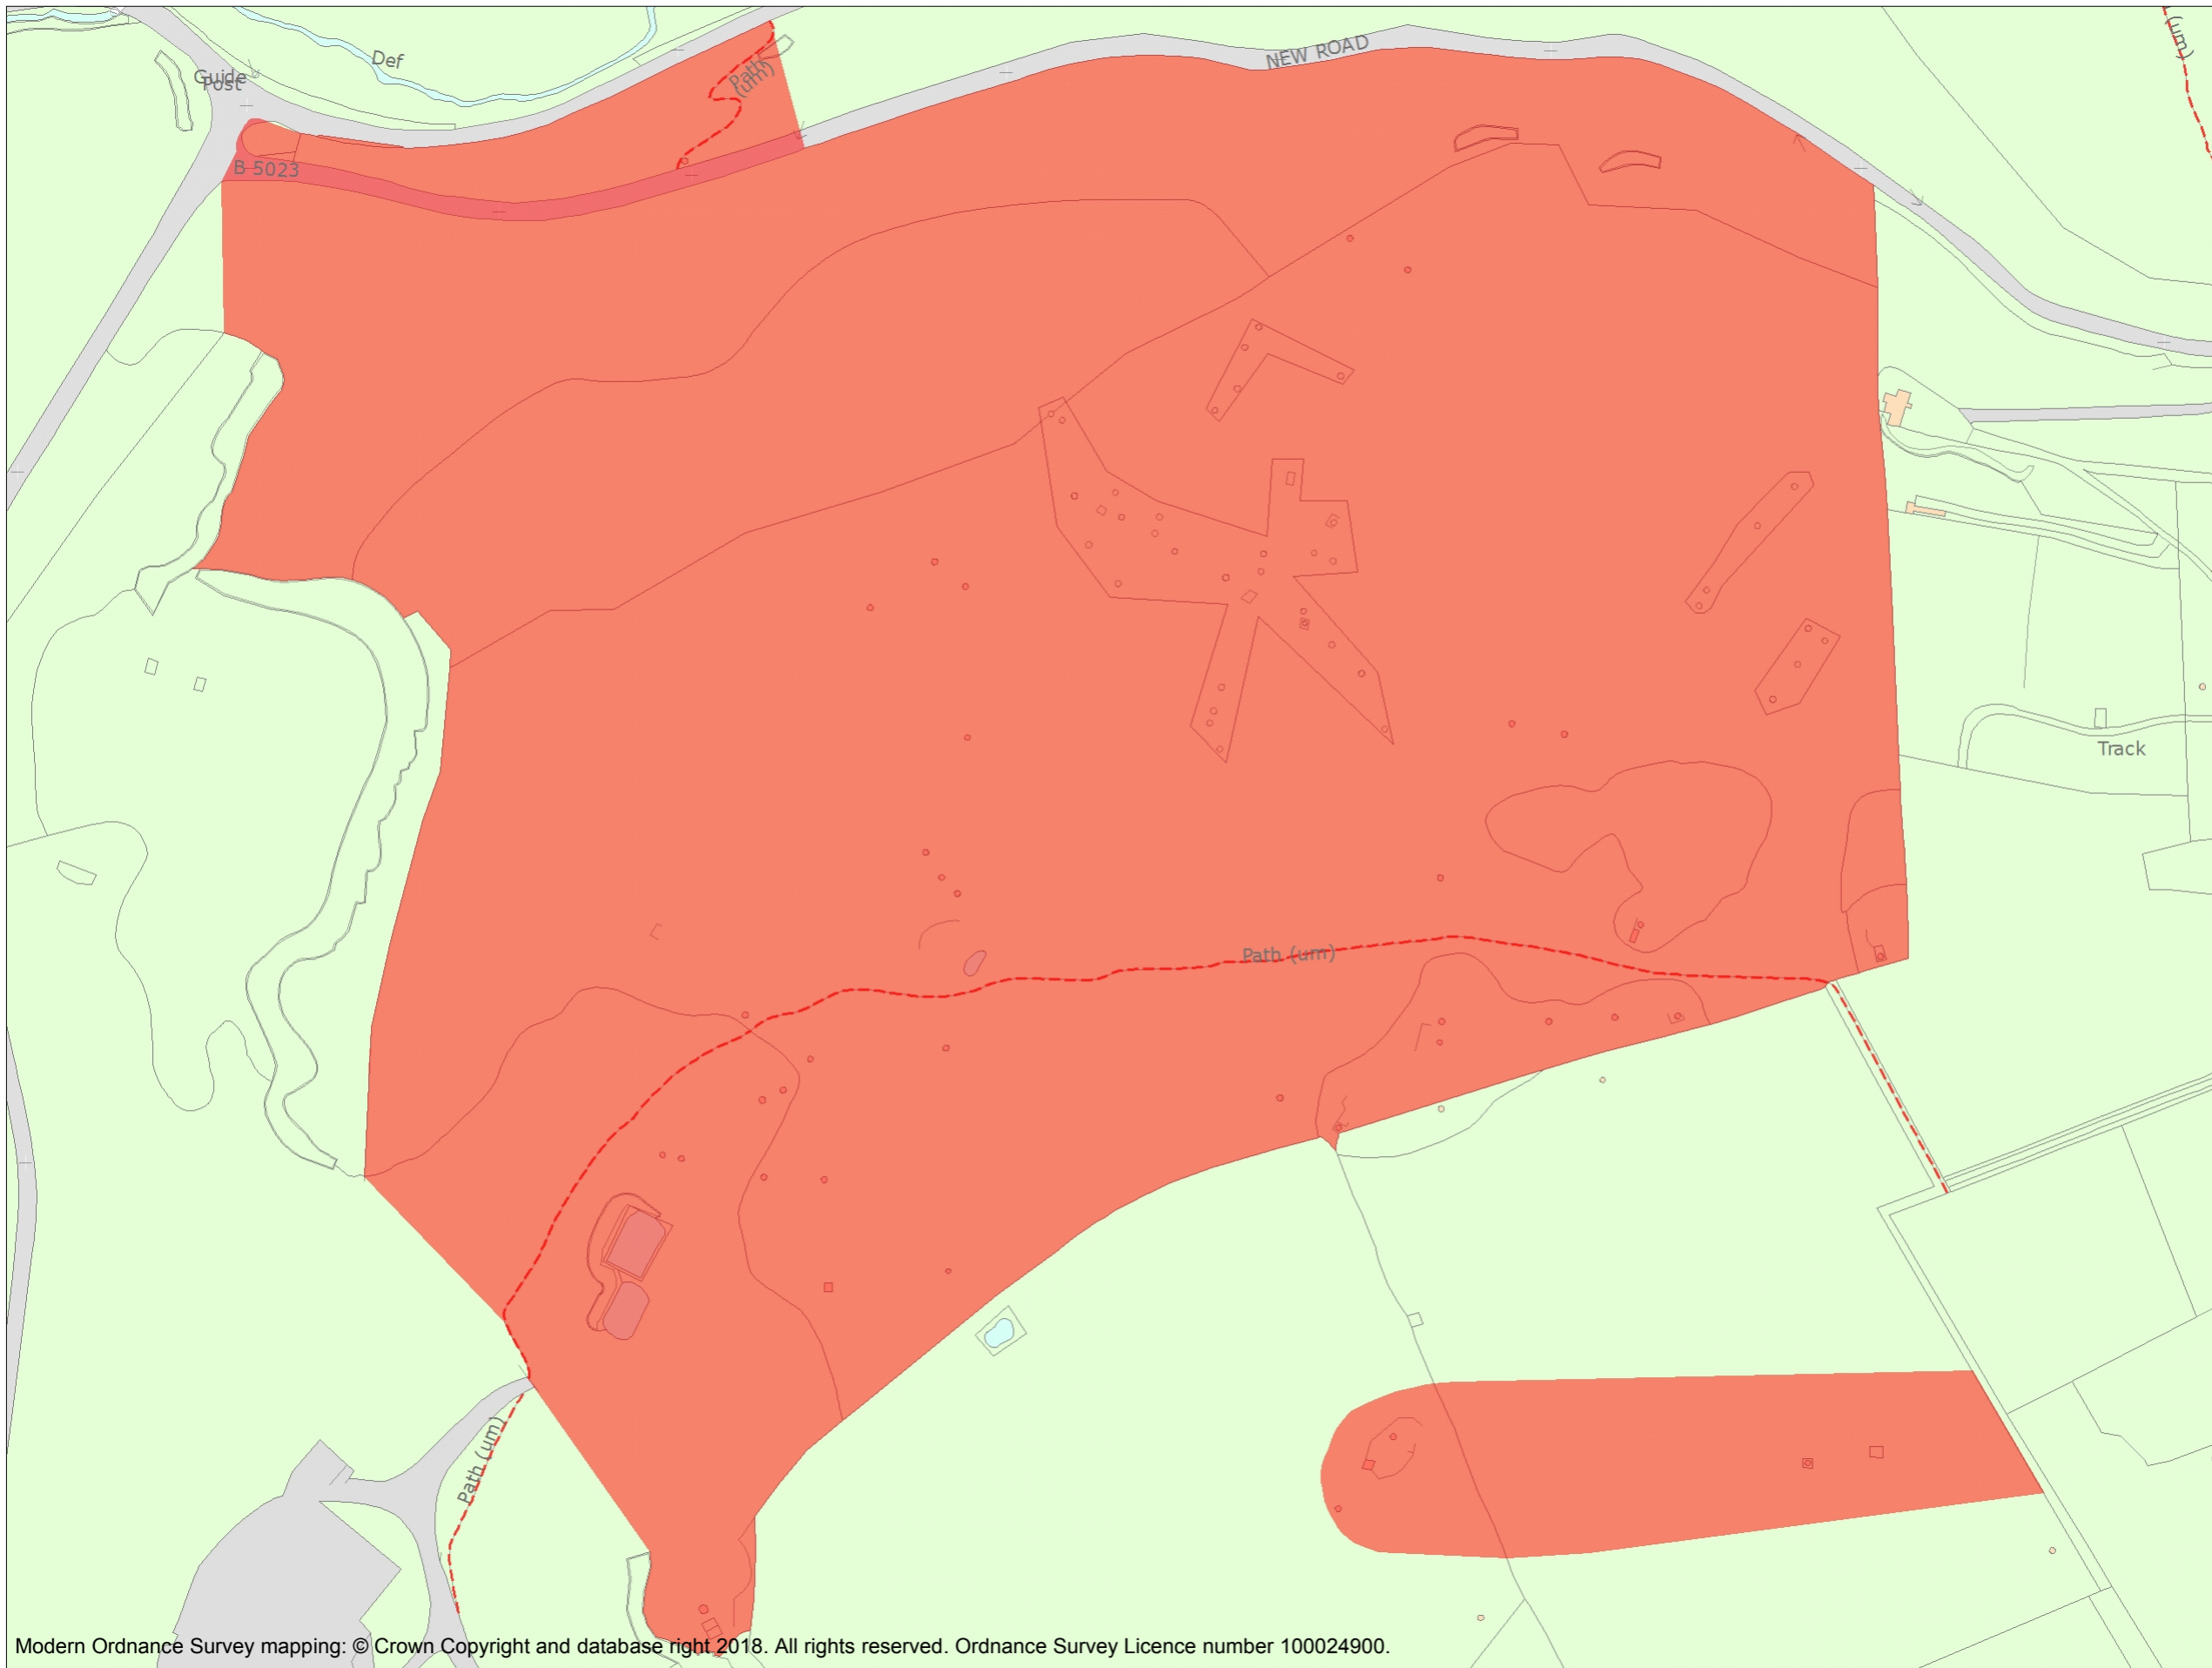 Def
Guide
Post
Path
(um)
NEW ROAD
(um)
B 5023
Track
Path (um)
Path (um)
Modern Ordnance Survey mapping: © Crown Copyright and database right 2018. All rights reserved. Ordnance Survey Licence number 100024900.